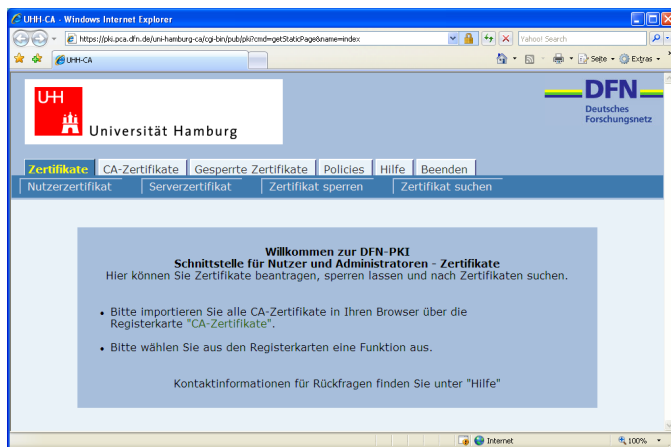 UHH-CA - Windows Internet Explorer
https://pki.pca.dfn.de/uni-hamburg-ca/cgi-bin/pub/pki?cmd=getStaticPage&name=index
Yahoo! Search
UHH-CA
Seite
Extras
UHH
Universität Hamburg
DFN
Deutsches
Forschungsnetz
Zertifikate CA-Zertifikate Gesperrte Zertifikate Policies Hilfe Beenden
Nutzerzertifikat Serverzertifikat Zertifikat sperren Zertifikat suchen
Willkommen zur DFN-PKI
Schnittstelle für Nutzer und Administratoren - Zertifikate
Hier können Sie Zertifikate beantragen, sperren lassen und nach Zertifikaten suchen.
• Bitte importieren Sie alle CA-Zertifikate in Ihren Browser über die
Registerkarte "CA-Zertifikate".
• Bitte wählen Sie aus den Registerkarten eine Funktion aus.
Kontaktinformationen für Rückfragen finden Sie unter "Hilfe"
Internet
100%